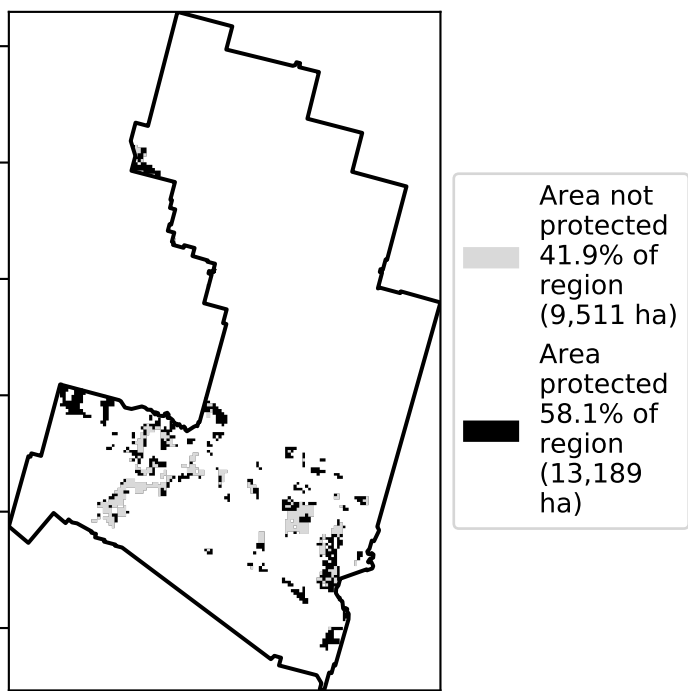 Area not
protected
41.9% of
region
(9,511 ha)
Area
protected
58.1% of
region
(13,189
ha)